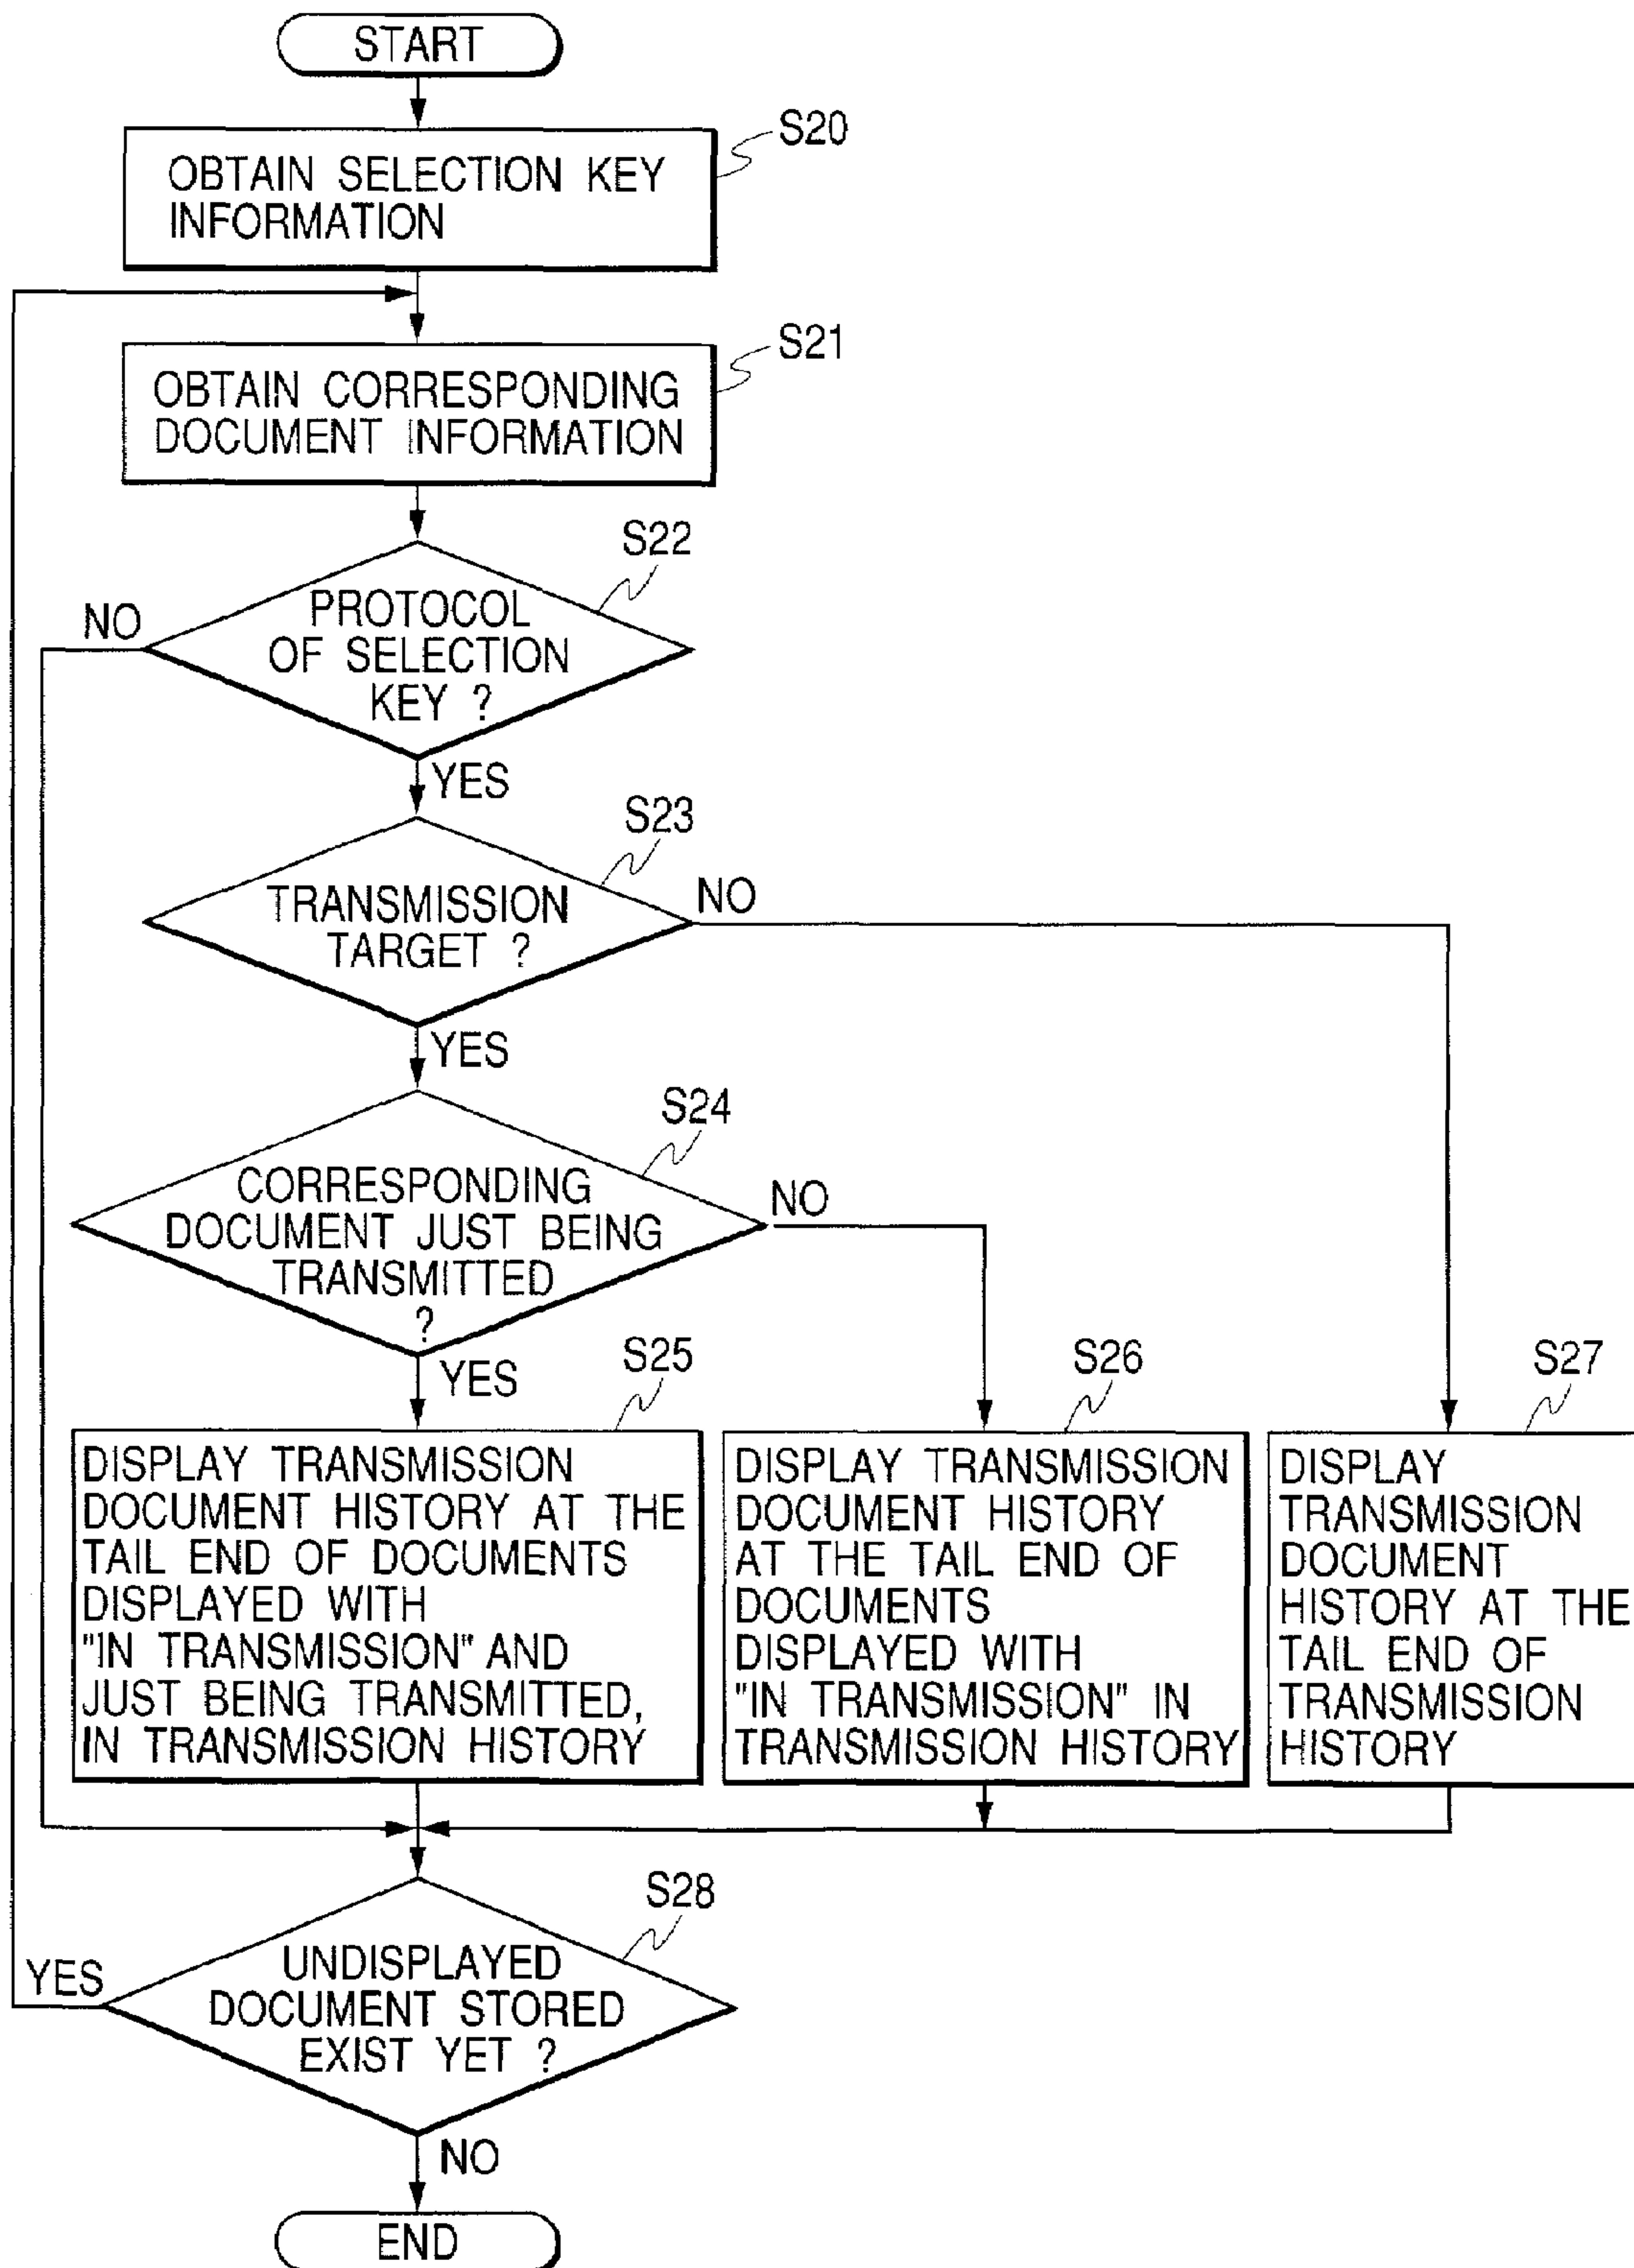 START
S20
OBTAIN SELECTION KEY
INFORMATION
S21
OBTAIN CORRESPONDING
DOCUMENT INFORMATION
S22
NO
PROTOCOL
OF SELECTION
KEY ?
YES
S23
NO
TRANSMISSION
TARGET ?
YES
S24
NO
CORRESPONDING
DOCUMENT JUST BEING
TRANSMITTED
?
YES
S25
DISPLAY TRANSMISSION
DOCUMENT HISTORY AT THE
TAIL END OF DOCUMENTS
DISPLAYED WITH
"IN TRANSMISSION" AND
JUST BEING TRANSMITTED,
IN TRANSMISSION HISTORY
S26
DISPLAY TRANSMISSION
DOCUMENT HISTORY
AT THE TAIL END OF
DOCUMENTS
DISPLAYED WITH
"IN TRANSMISSION" IN
TRANSMISSION HISTORY
S27
DISPLAY
TRANSMISSION
DOCUMENT
HISTORY AT THE
TAIL END OF
TRANSMISSION
HISTORY
S28
YES
UNDISPLAYED
DOCUMENT STORED
EXIST YET ?
NO
END